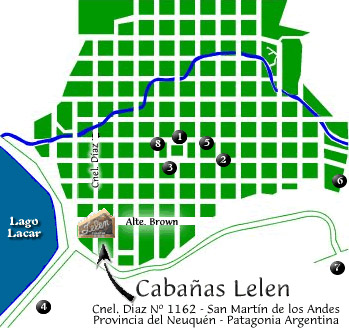 1
8
5
3
2
6
Cnel. Diaz
Lago
Lacar
Lelen
Alte. Brown
7
4
Cabañas Lelen
Cnel. Diaz Nº 1162 - San Martín de los Andes
Provincia del Neuquén - Patagonia Argentina